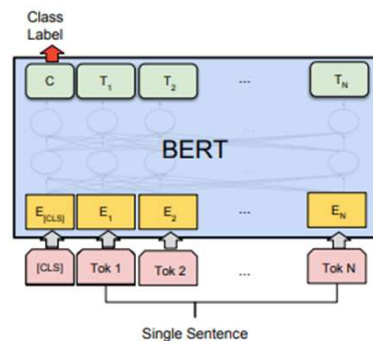 Class
Label
C T1 T2 ... TN
BERT
E[CLS] E1 E2 ... EN
[CLS] Tok 1 Tok 2 ... Tok N
Single Sentence